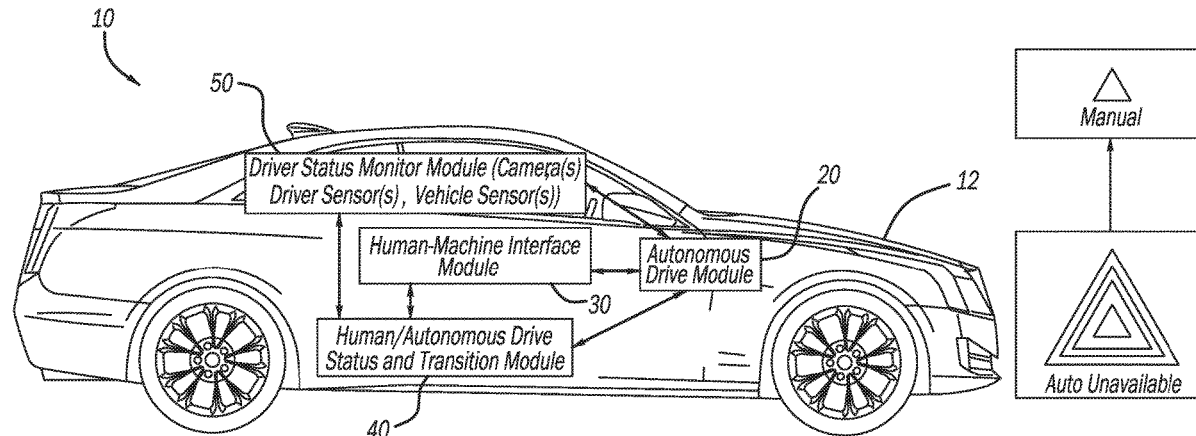 10
50
Driver Status Monitor Module (Camera(s)
Driver Sensor(s) , Vehicle Sensor(s))
20
12
Human-Machine Interface
Module
Autonomous
Drive Module
30
Human/Autonomous Drive
Status and Transition Module
40
Manual
Auto Unavailable